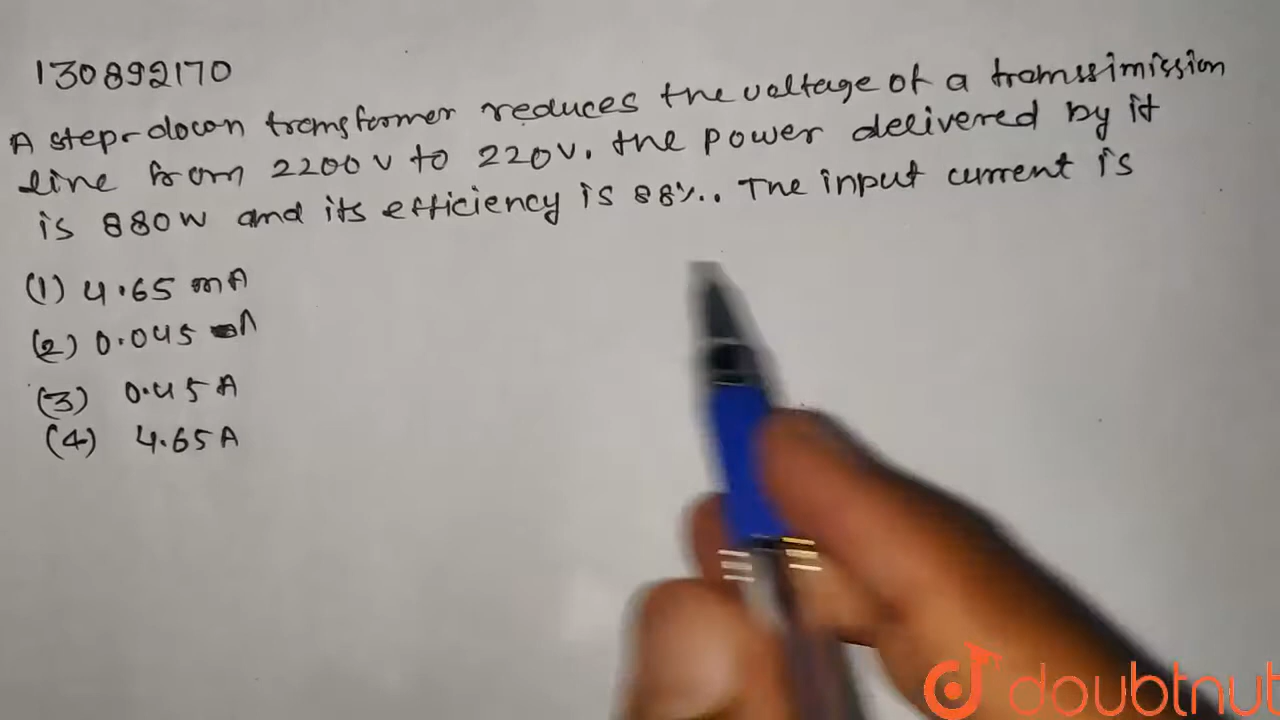 130892170
A step-down transformer reduces the voltage of a transsimission
line from 2200v to 220v. the power delivered by it
is 880w and its efficiency is 88%. The input current is
(1) 4.65 mA
(2) 0.045 A
(3) 0.45 A
(4) 4.65 A
doubtnut